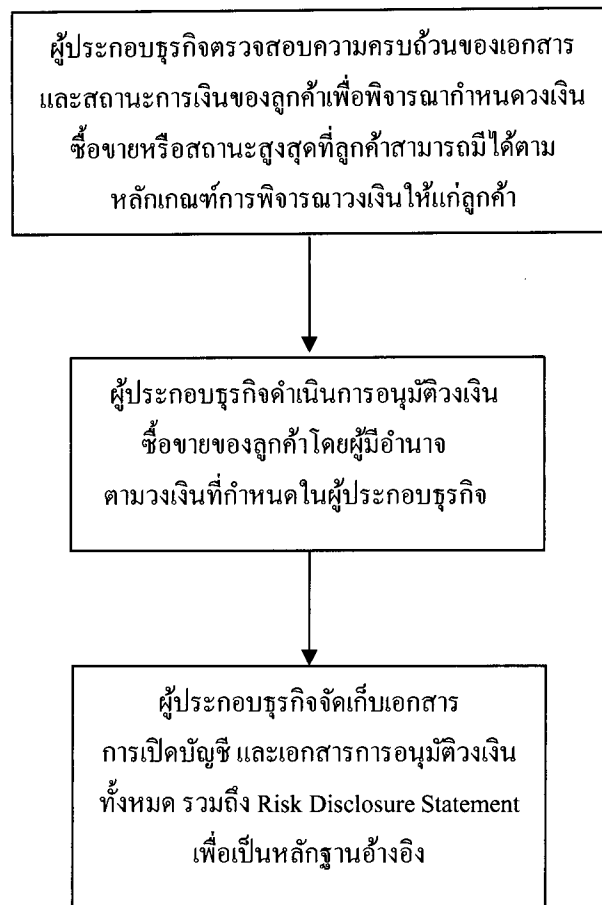 ผู้ประกอบธุรกิจตรวจสอบความครบถ้วนของเอกสาร
และสถานะการเงินของลูกค้าเพื่อพิจารณากำหนดวงเงิน
ซื้อขายหรือสถานะสูงสุดที่ลูกค้าสามารถมีได้ตาม
หลักเกณฑ์การพิจารณาวงเงินให้แก่ลูกค้า
ผู้ประกอบธุรกิจดำเนินการอนุมัติวงเงิน
ซื้อขายของลูกค้าโดยผู้มีอำนาจ
ตามวงเงินที่กำหนดในผู้ประกอบธุรกิจ
ผู้ประกอบธุรกิจจัดเก็บเอกสาร
การเปิดบัญชี และเอกสารการอนุมัติวงเงิน
ทั้งหมด รวมถึง Risk Disclosure Statement
เพื่อเป็นหลักฐานอ้างอิง